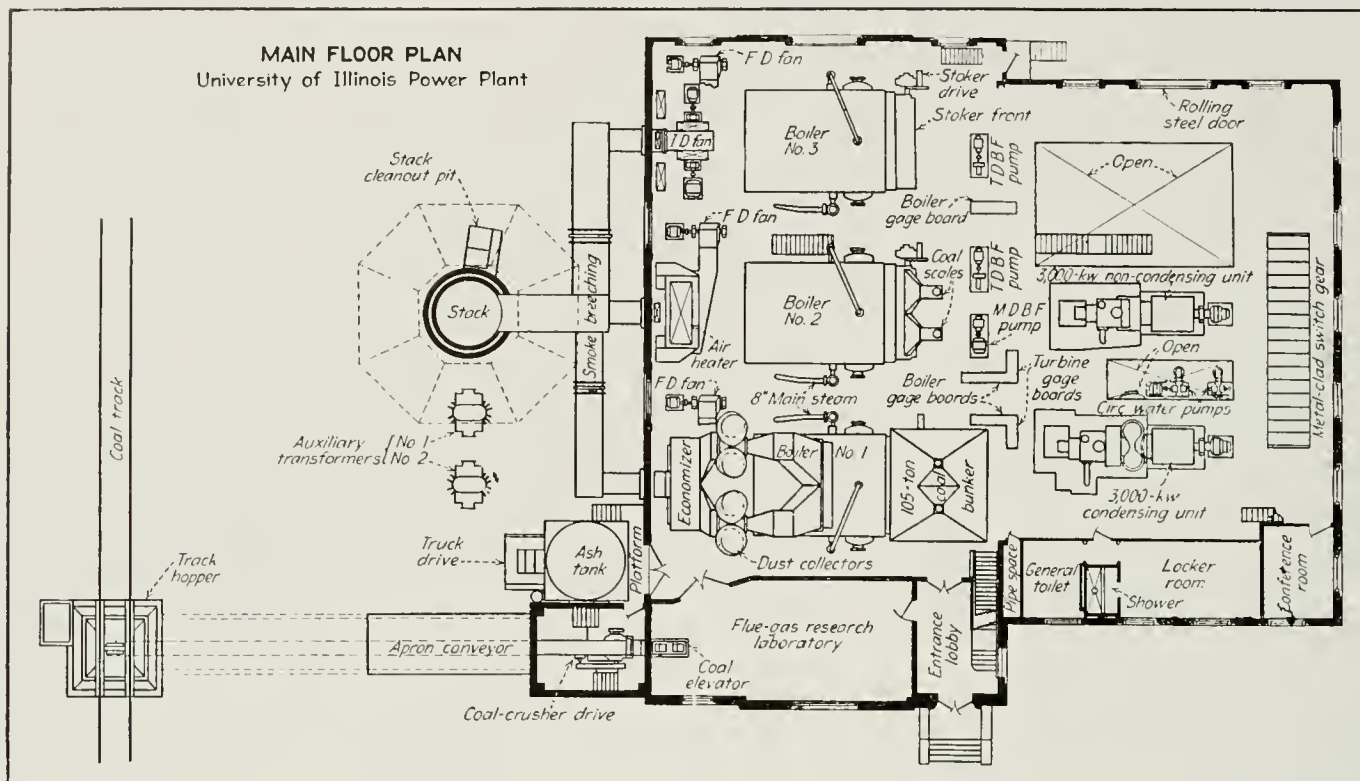 MAIN FLOOR PLAN
University of Illinois Power Plant
F D fan
Stoker
drive
Stoker front
Rolling
steel door
Boiler
No. 3
I D fan
Stack
cleanout pit
TDBF
pump
Open
Boiler
gage board
F D fan
Coal
scales
TDBF
pump
3,000-kw non-condensing unit
Smoke breeching
Stack
Boiler
No. 2
MDBF
pump
Air
heater
Turbine
gage
boards
Open
Metal-clad switch gear
Coal track
F D fan
8" Main steam
Boiler
gage boards
Circ. water pumps
Auxiliary
transformers
No 1
No 2
Economizer
Boiler
No. 1
105-ton
coal
bunker
3,000-kw
condensing unit
Truck
drive
Ash
tank
Platform
Dust collectors
Track
hopper
Pipe space
General
toilet
Locker
room
Shower
Conference
room
Flue-gas research
laboratory
Entrance
lobby
Apron conveyor
Coal
elevator
Coal-crusher drive